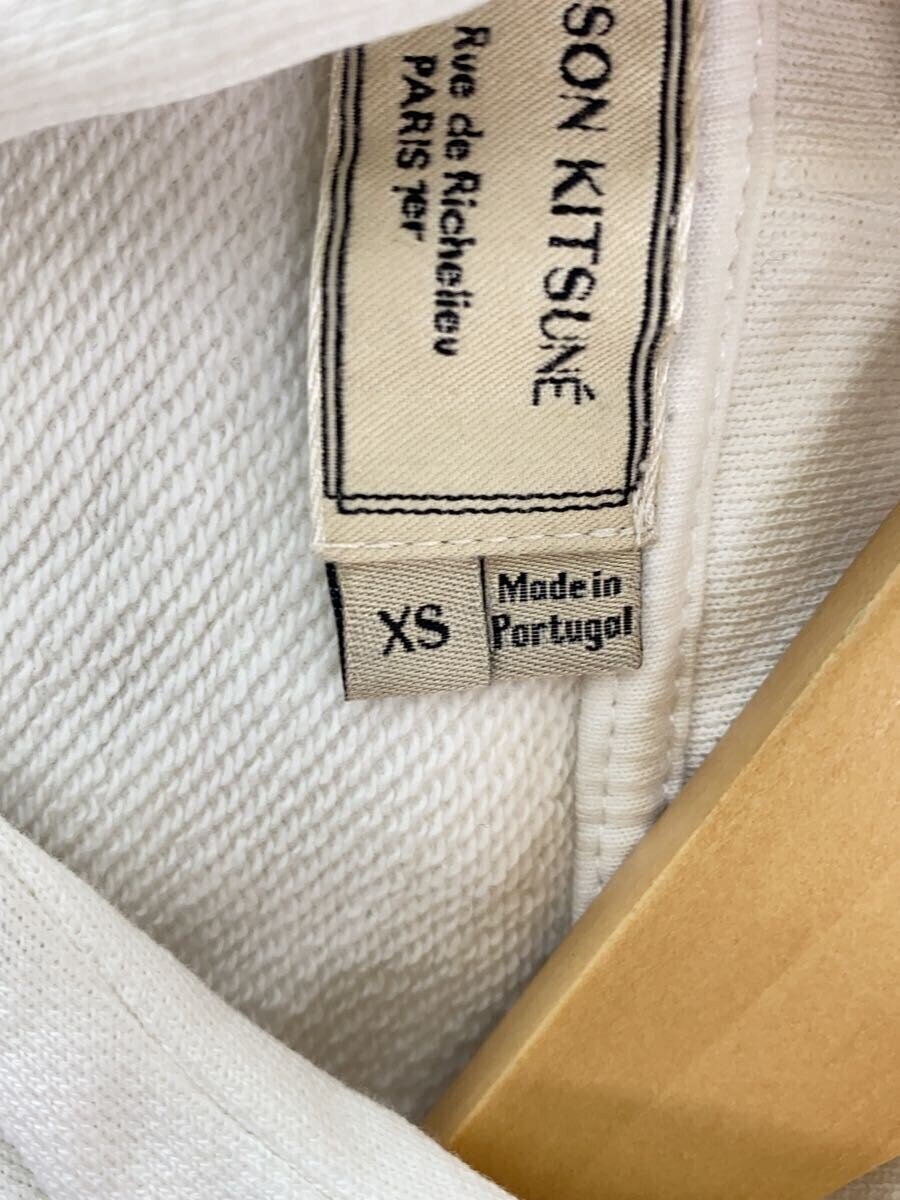 SON KITSUNÉ
Rue de Richelieu
PARIS 1er
XS
Made in
Portugal